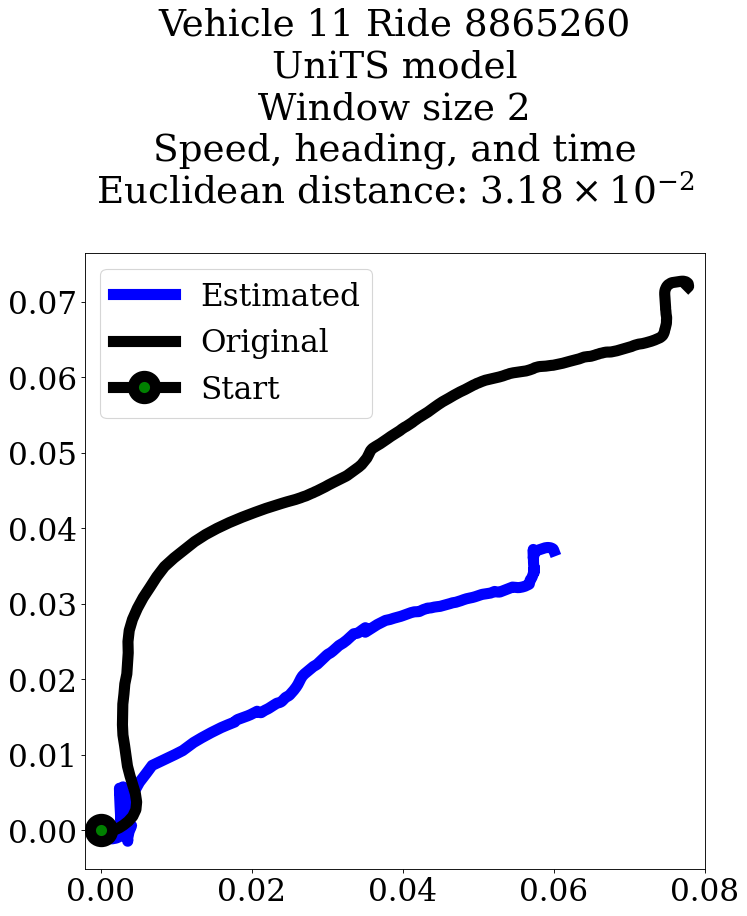 Vehicle 11 Ride 8865260
UniTS model
Window size 2
Speed, heading, and time
Euclidean distance: 3.18 × 10⁻²
Estimated
Original
Start
0.07
0.06
0.05
0.04
0.03
0.02
0.01
0.00
0.00 0.02 0.04 0.06 0.08